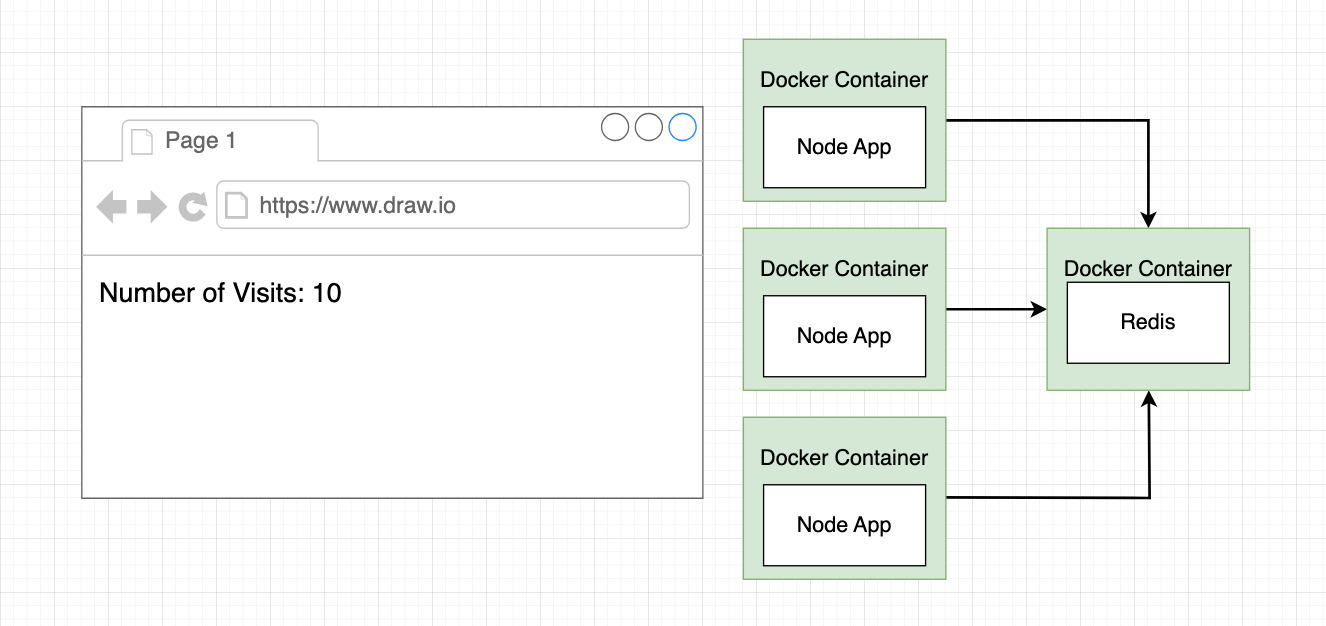 Page 1
https://www.draw.io
Number of Visits: 10
Docker Container
Node App
Docker Container
Node App
Docker Container
Node App
Docker Container
Redis